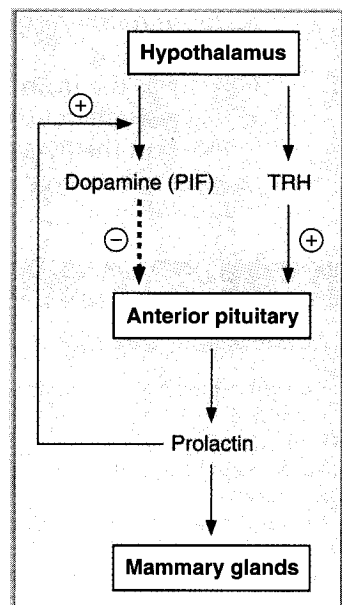 Hypothalamus
+
Dopamine (PIF) TRH
− +
Anterior pituitary
Prolactin
Mammary glands